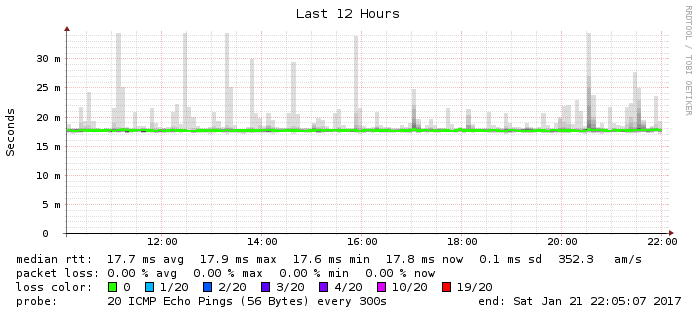 Last 12 Hours
RRDTOOL / TOBI OETIKER
Seconds
30 m
25 m
20 m
15 m
10 m
5 m
0
12:00 14:00 16:00 18:00 20:00 22:00
median rtt: 17.7 ms avg 17.9 ms max 17.6 ms min 17.8 ms now 0.1 ms sd 352.3 am/s
packet loss: 0.00 % avg 0.00 % max 0.00 % min 0.00 % now
loss color: 0 1/20 2/20 3/20 4/20 10/20 19/20
probe: 20 ICMP Echo Pings (56 Bytes) every 300s end: Sat Jan 21 22:05:07 2017